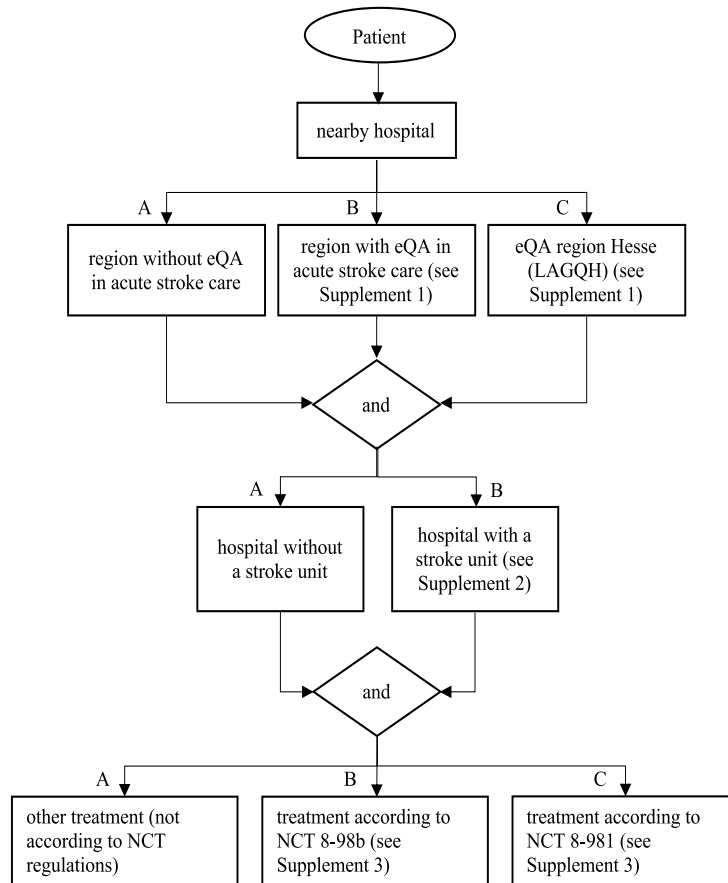 Patient
nearby hospital
A
B
C
region without eQA
in acute stroke care
region with eQA in
acute stroke care (see
Supplement 1)
eQA region Hesse
(LAGQH) (see
Supplement 1)
and
A
B
hospital without
a stroke unit
hospital with a
stroke unit (see
Supplement 2)
and
A
B
C
other treatment (not
according to NCT
regulations)
treatment according to
NCT 8-98b (see
Supplement 3)
treatment according to
NCT 8-981 (see
Supplement 3)